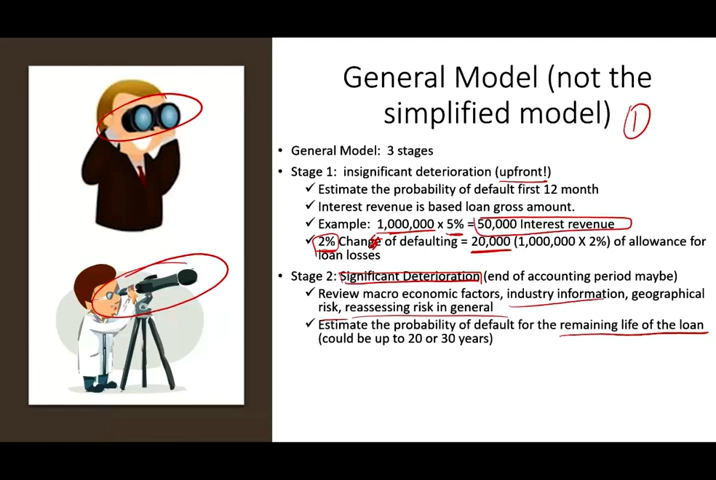 General Model (not the
simplified model) 1
• General Model: 3 stages
• Stage 1: insignificant deterioration (upfront!)
✓ Estimate the probability of default first 12 month
✓ Interest revenue is based loan gross amount.
✓ Example: 1,000,000 x 5% = 50,000 Interest revenue
✓ 2% Change of defaulting = 20,000 (1,000,000 X 2%) of allowance for
loan losses
• Stage 2: Significant Deterioration (end of accounting period maybe)
✓ Review macro economic factors, industry information, geographical
risk, reassessing risk in general
✓ Estimate the probability of default for the remaining life of the loan
(could be up to 20 or 30 years)